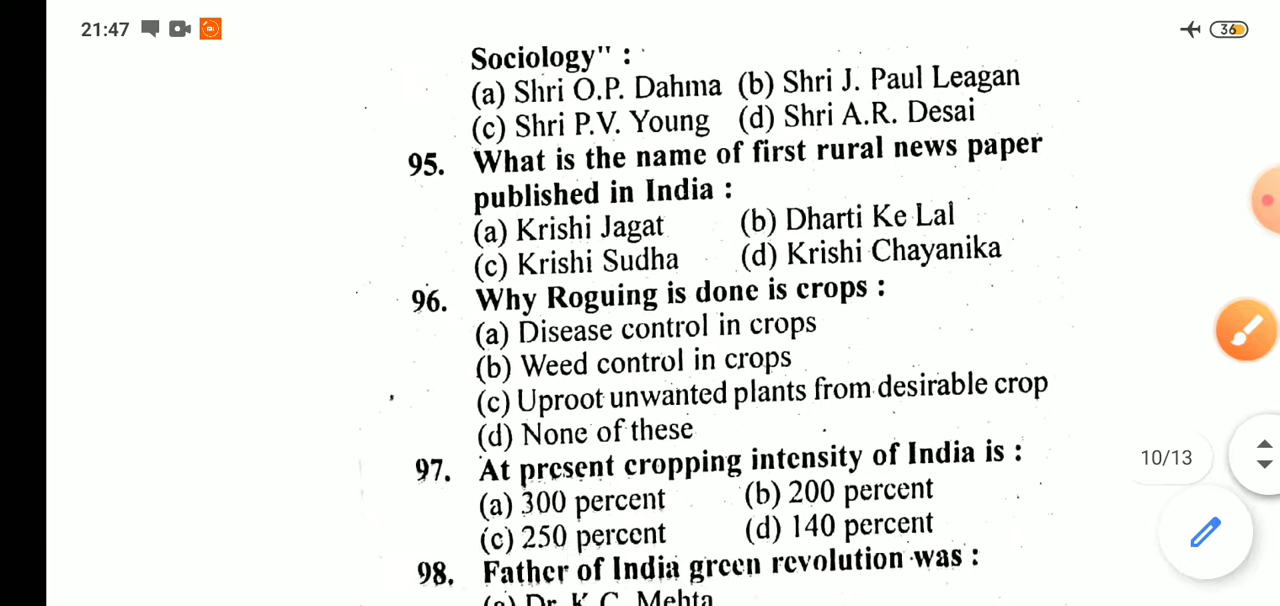 21:47
36
Sociology" :
(a) Shri O.P. Dahma (b) Shri J. Paul Leagan
(c) Shri P.V. Young (d) Shri A.R. Desai
95. What is the name of first rural news paper
published in India :
(a) Krishi Jagat (b) Dharti Ke Lal
(c) Krishi Sudha (d) Krishi Chayanika
96. Why Roguing is done is crops :
(a) Disease control in crops
(b) Weed control in crops
(c) Uproot unwanted plants from desirable crop
(d) None of these
97. At present cropping intensity of India is :
(a) 300 percent (b) 200 percent
(c) 250 percent (d) 140 percent
10/13
98. Father of India green revolution was :
(a) Dr. K.C. Mehta